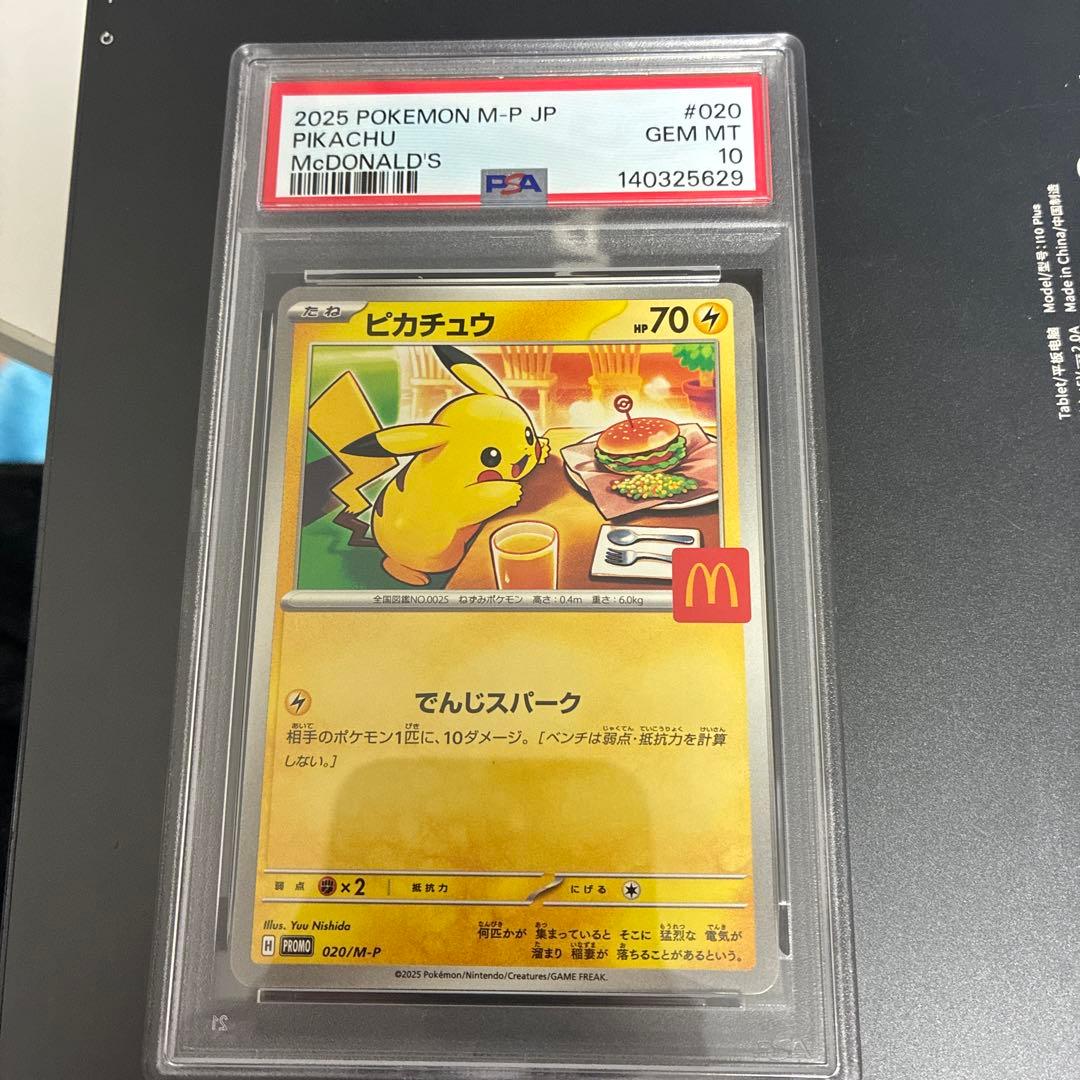 2025 POKEMON M-P JP #020
PIKACHU GEM MT
McDONALD'S 10
PSA 140325629
たね ピカチュウ HP 70
M
全国図鑑NO.0025 ねずみポケモン 高さ:0.4m 重さ:6.0kg
でんじスパーク
相手のポケモン1匹に、10ダメージ。[ベンチは弱点・抵抗力を計算
しない。]
弱点 ×2 抵抗力 にげる
Illus. Yuu Nishida
何匹かが 集まっていると そこに 猛烈な 電気が
溜まり 稲妻が 落ちることがあるという。
H PROMO 020/M-P
©2025 Pokémon/Nintendo/Creatures/GAME FREAK.
21
Tablet/平板电脑 Model/型号:I10 Plus
Made in China/中国制造